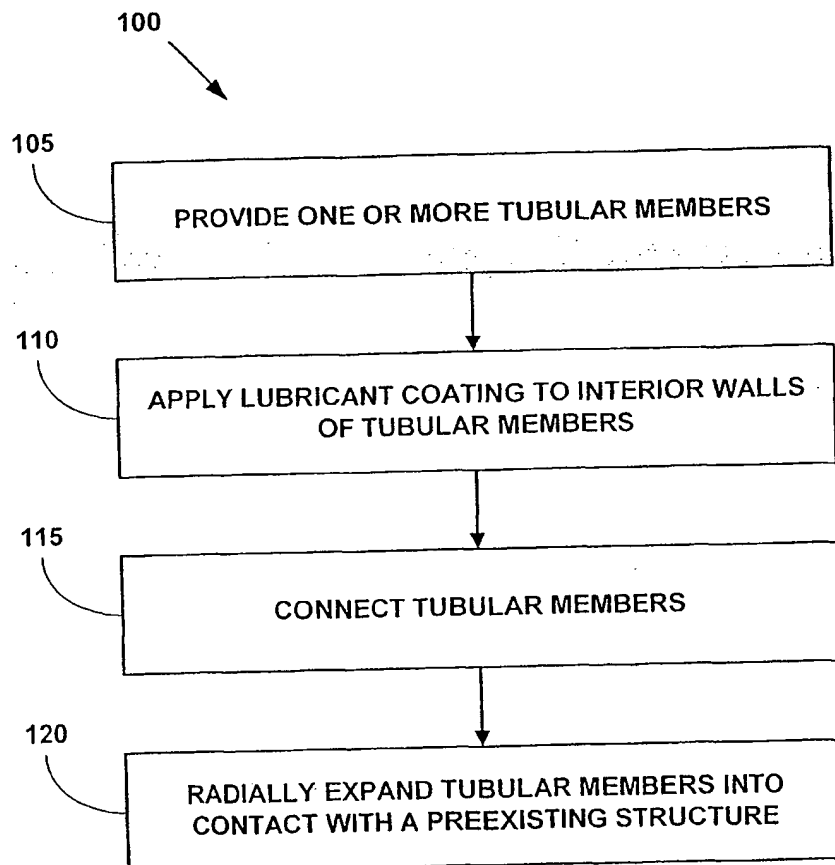 100
105
PROVIDE ONE OR MORE TUBULAR MEMBERS
110
APPLY LUBRICANT COATING TO INTERIOR WALLS
OF TUBULAR MEMBERS
115
CONNECT TUBULAR MEMBERS
120
RADIALLY EXPAND TUBULAR MEMBERS INTO
CONTACT WITH A PREEXISTING STRUCTURE